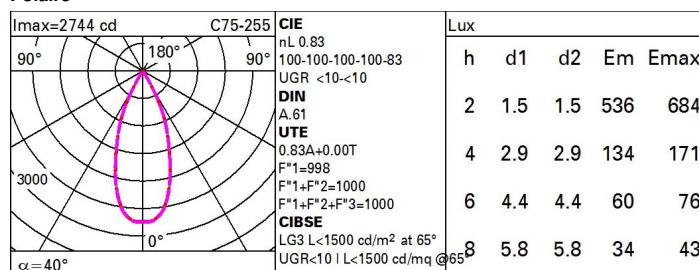 Imax=2744 cd C75-255
90° 180° 90°
3000
0°
α=40°
CIE
nL 0.83
100-100-100-100-83
UGR <10-<10
DIN
A.61
UTE
0.83A+0.00T
F"1=998
F"1+F"2=1000
F"1+F"2+F"3=1000
CIBSE
LG3 L<1500 cd/m² at 65°
UGR<10 | L<1500 cd/mq @65°
Lux
h d1 d2 Em Emax
2 1.5 1.5 536 684
4 2.9 2.9 134 171
6 4.4 4.4 60 76
8 5.8 5.8 34 43